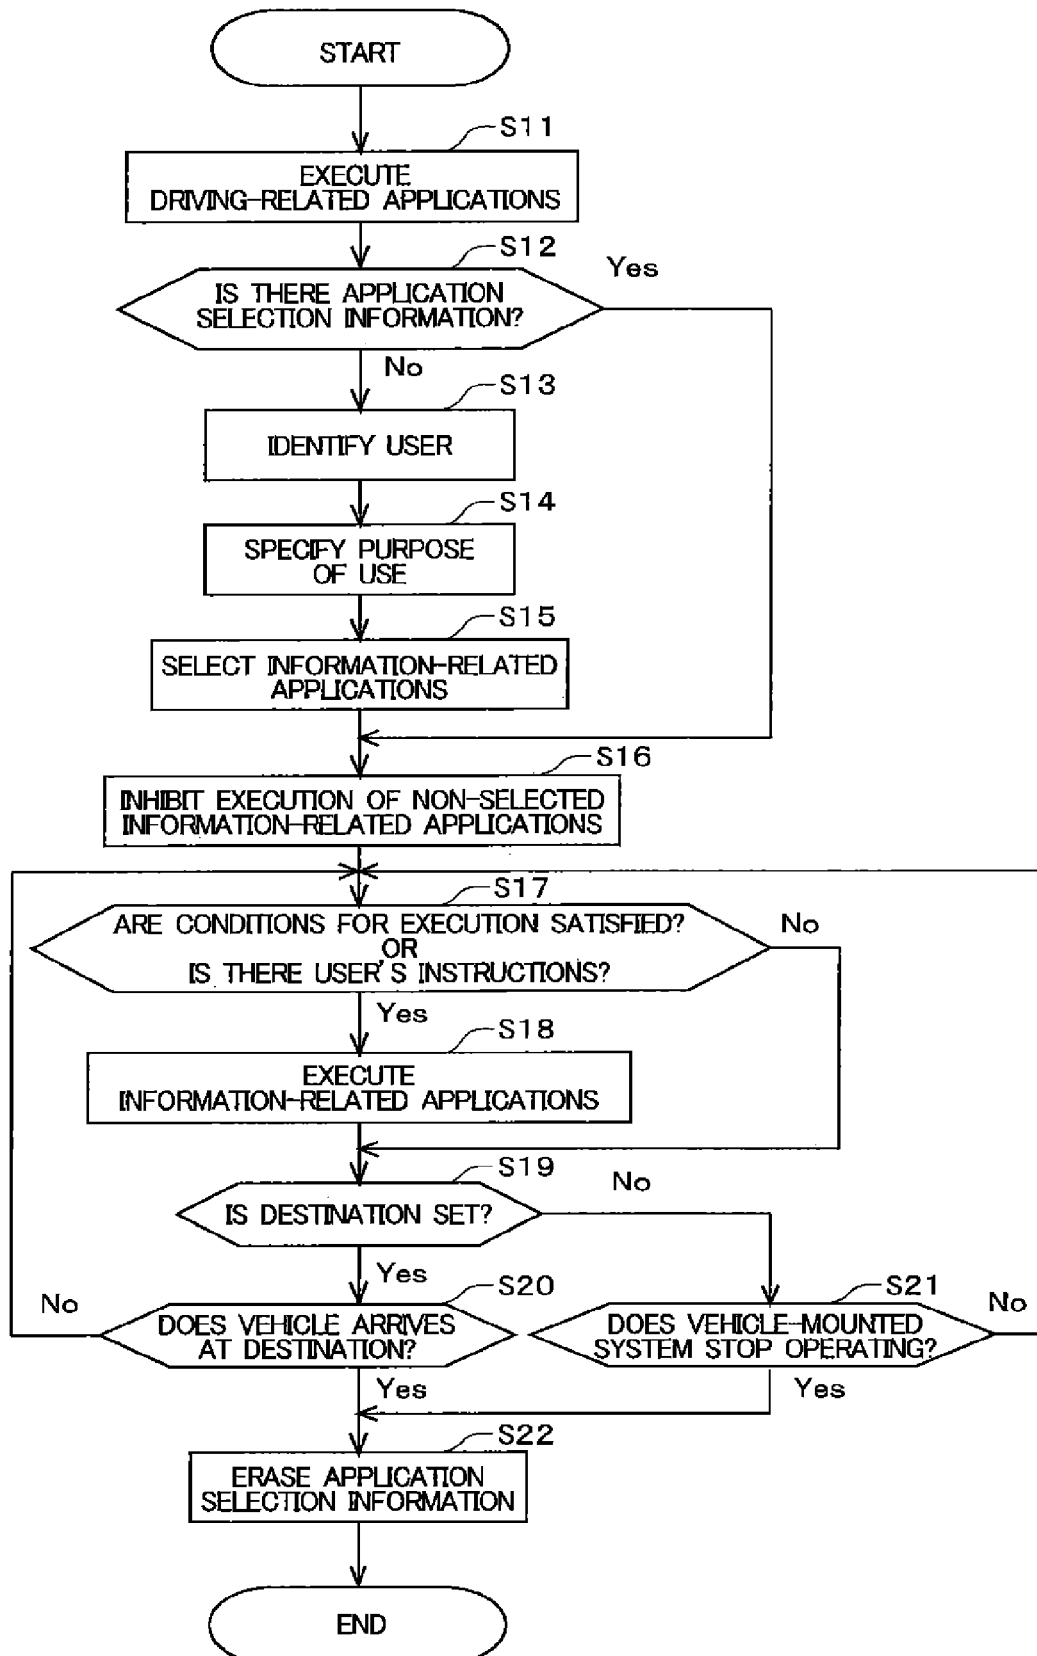 START
S11
EXECUTE
DRIVING-RELATED APPLICATIONS
S12
Yes
IS THERE APPLICATION
SELECTION INFORMATION?
No
S13
IDENTIFY USER
S14
SPECIFY PURPOSE
OF USE
S15
SELECT INFORMATION-RELATED
APPLICATIONS
S16
INHIBIT EXECUTION OF NON-SELECTED
INFORMATION-RELATED APPLICATIONS
S17
ARE CONDITIONS FOR EXECUTION SATISFIED?
OR
IS THERE USER'S INSTRUCTIONS?
No
Yes
S18
EXECUTE
INFORMATION-RELATED APPLICATIONS
S19
No
IS DESTINATION SET?
Yes
S20
S21
No
DOES VEHICLE ARRIVES
AT DESTINATION?
DOES VEHICLE-MOUNTED
SYSTEM STOP OPERATING?
No
Yes
Yes
S22
ERASE APPLICATION
SELECTION INFORMATION
END